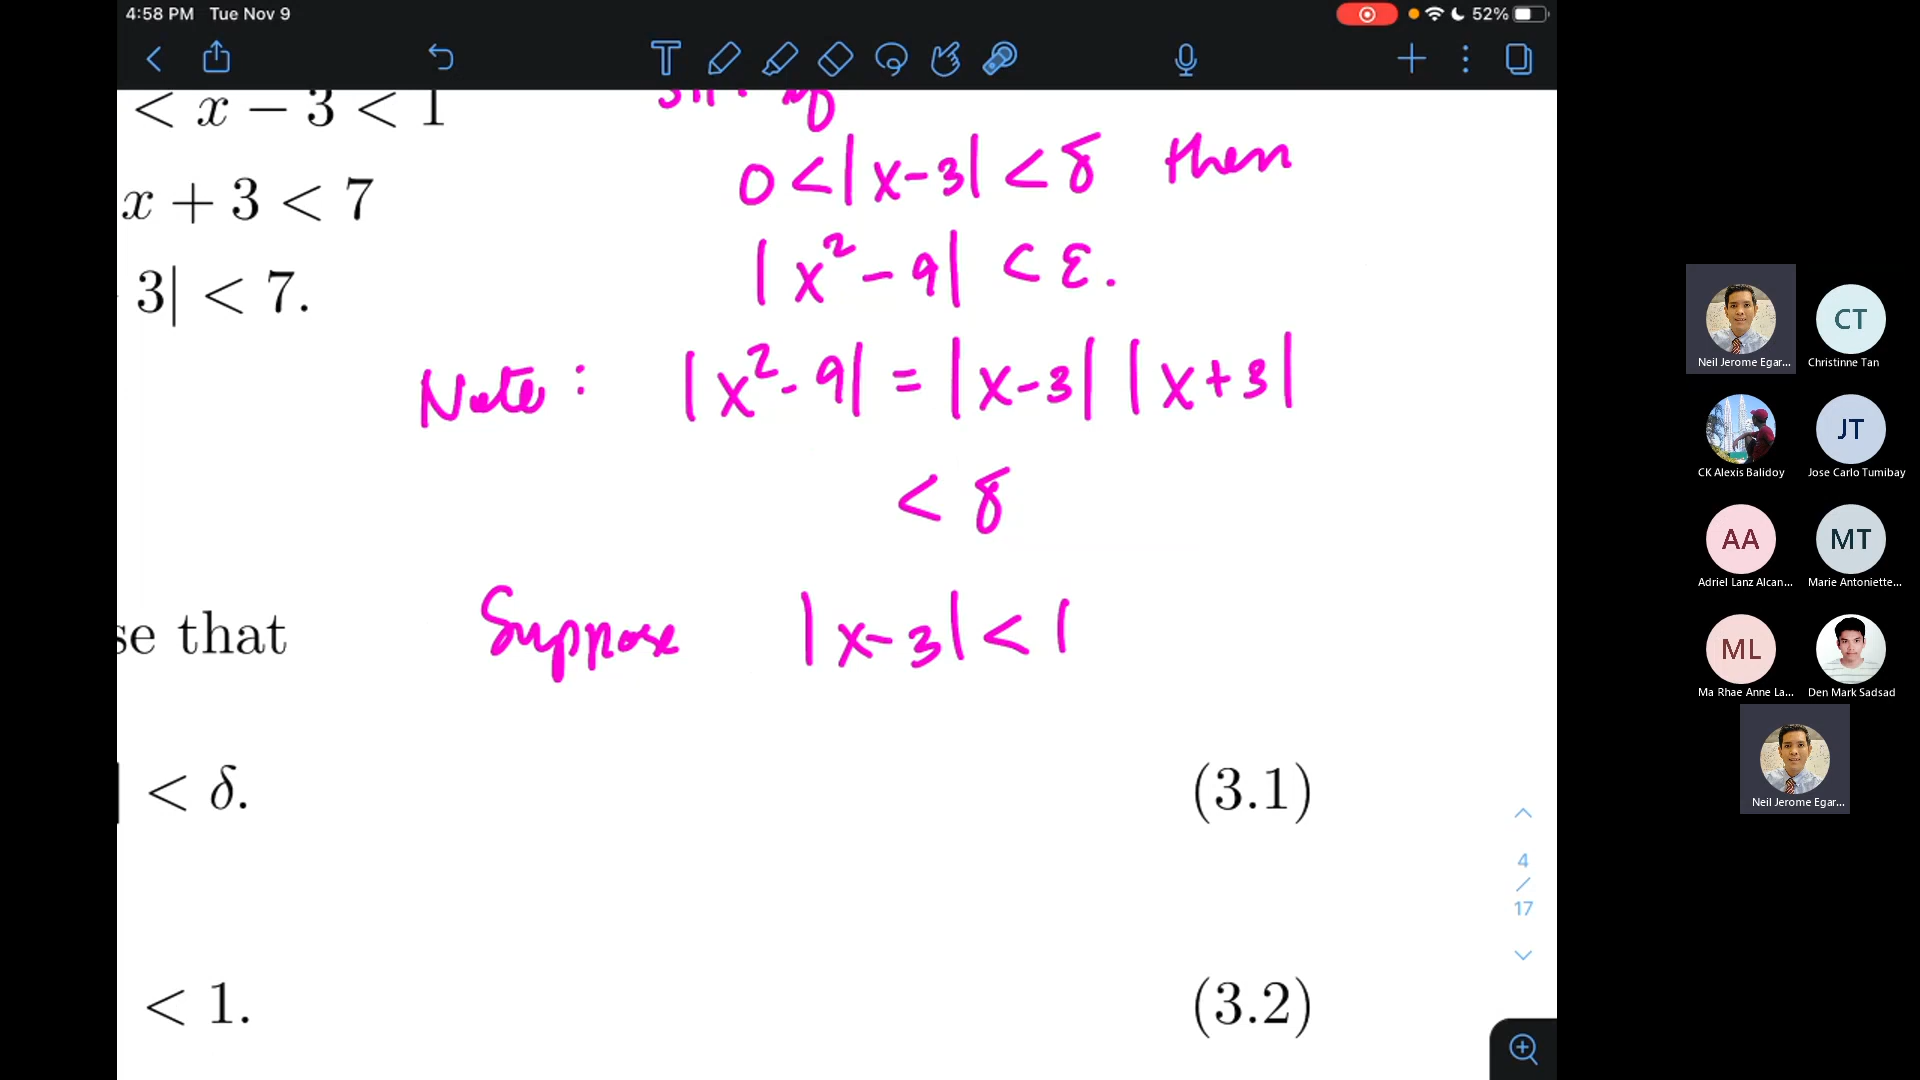 4:58 PM Tue Nov 9
52%
< x − 3 < 1
x + 3 < 7
3| < 7.
0 < |x-3| < δ then
|x² - 9| < ε.
Note: |x²-9| = |x-3| |x+3|
< δ
se that
Suppose |x-3| < 1
| < δ. (3.1)
< 1. (3.2)
4
/
17
Neil Jerome Egar...
CT
Christinne Tan
CK Alexis Balidoy
JT
Jose Carlo Tumibay
AA
Adriel Lanz Alcan...
MT
Marie Antoniette...
ML
Ma Rhae Anne La...
Den Mark Sadsad
Neil Jerome Egar...